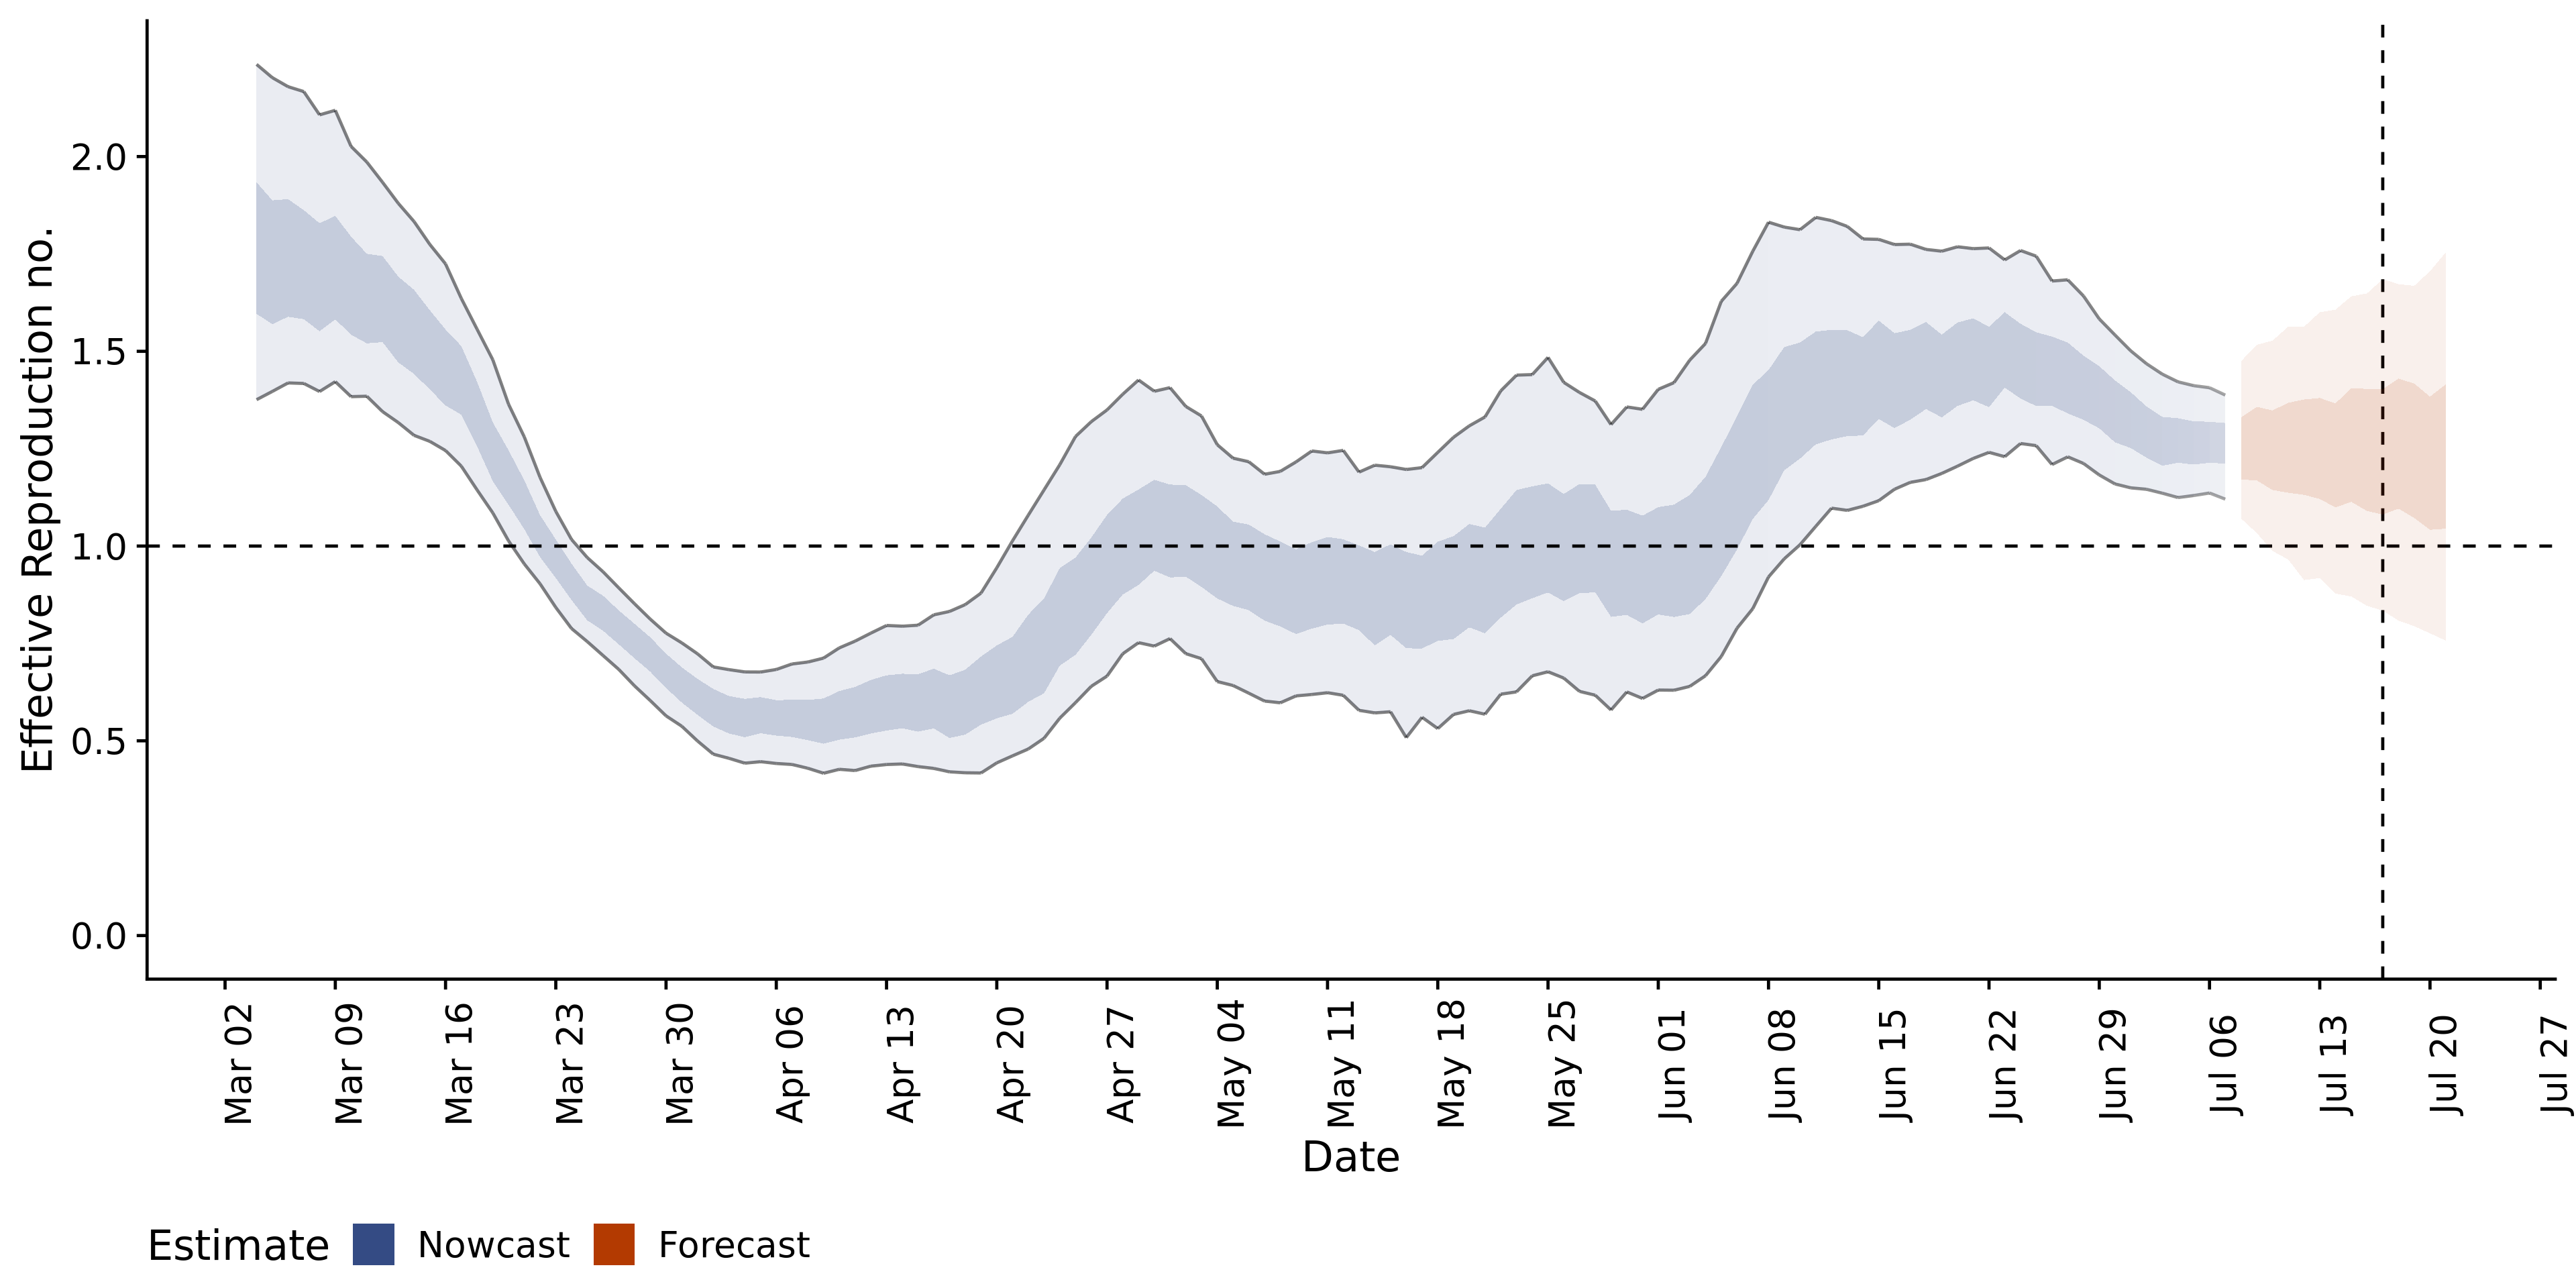 Effective Reproduction no.
2.0
1.5
1.0
0.5
0.0
Mar 02
Mar 09
Mar 16
Mar 23
Mar 30
Apr 06
Apr 13
Apr 20
Apr 27
May 04
May 11
May 18
May 25
Jun 01
Jun 08
Jun 15
Jun 22
Jun 29
Jul 06
Jul 13
Jul 20
Jul 27
Date
Estimate Nowcast Forecast